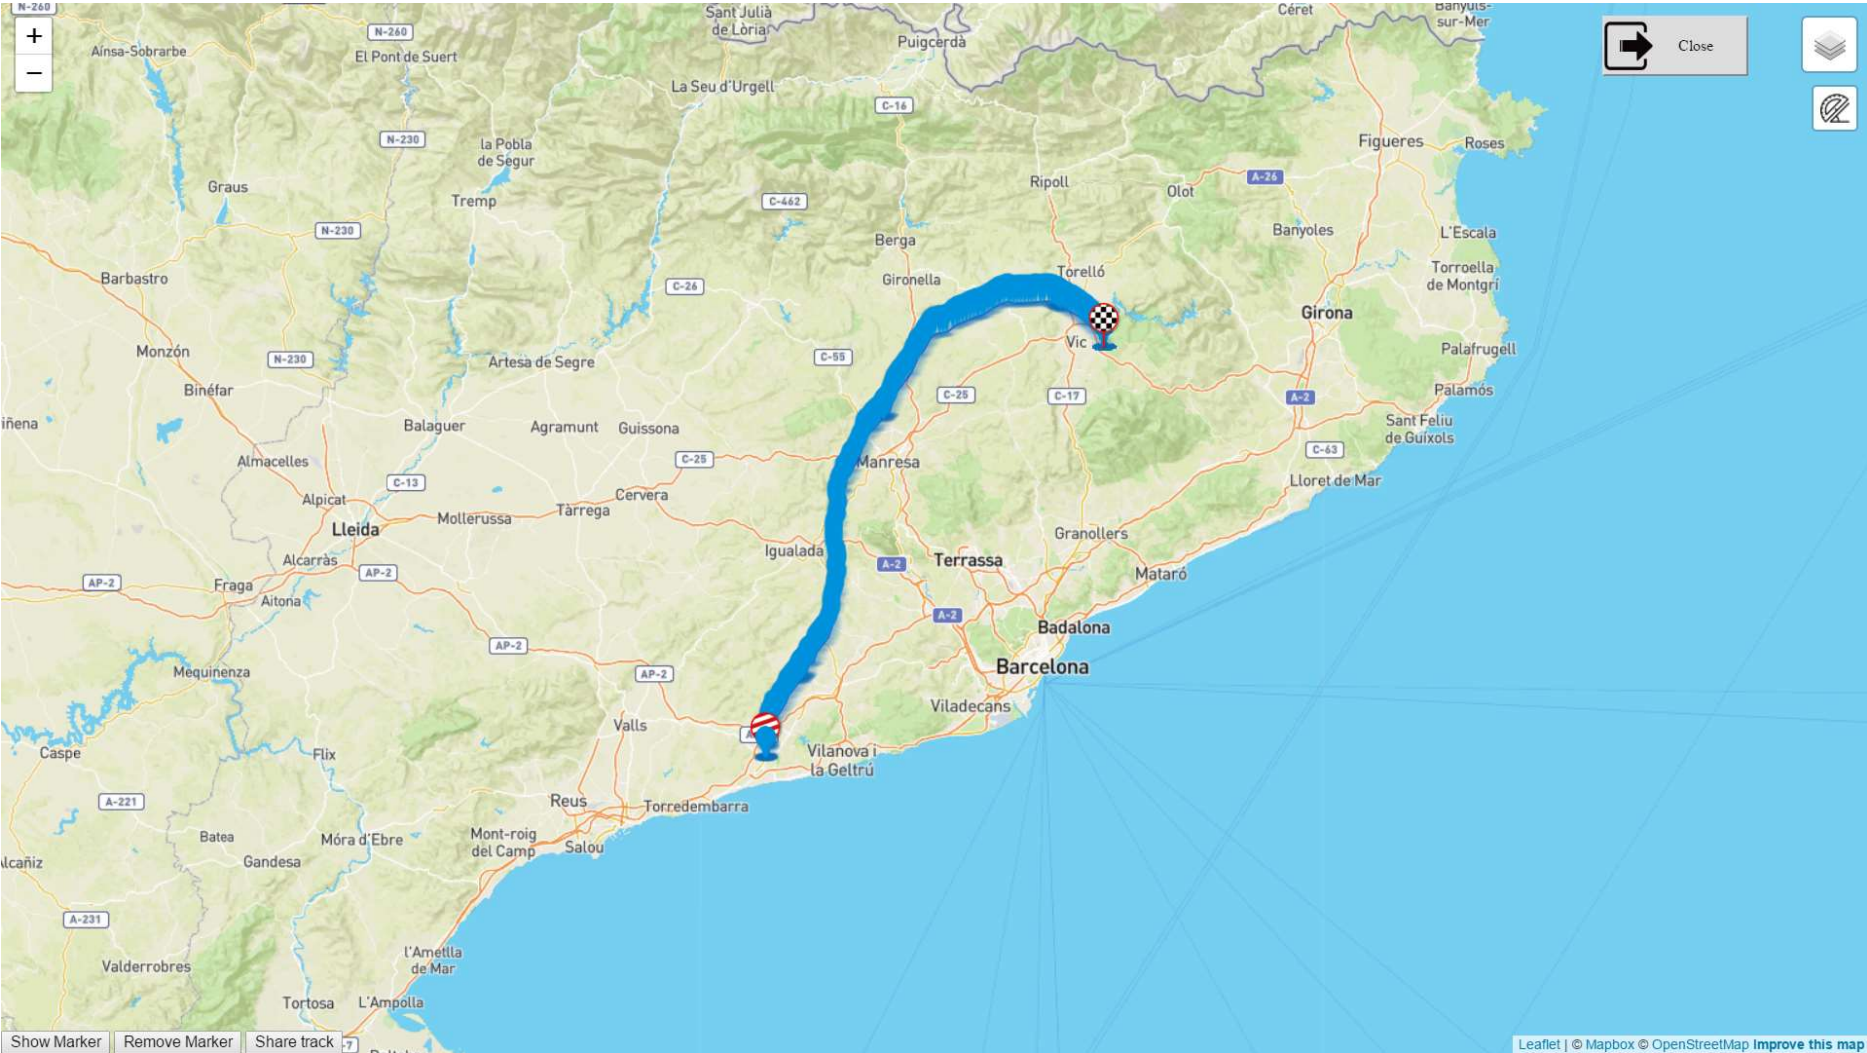 N-260
Sant Julià
de Lòria
Céret
Banyuls-
sur-Mer
+
Aínsa-Sobrarbe
N-260
El Pont de Suert
Puigcerdà
Close
−
La Seu d'Urgell
C-16
N-230
la Pobla
de Segur
Figueres
Roses
Graus
Tremp
C-462
Ripoll
Olot
A-26
N-230
Berga
Banyoles
L'Escala
Barbastro
C-26
Gironella
Torelló
Torroella
de Montgrí
Girona
Monzón
N-230
Artesa de Segre
C-55
Vic
Palafrugell
Binéfar
C-25
C-17
A-2
Palamós
iñena
Balaguer
Agramunt
Guissona
Sant Feliu
de Guíxols
Almacelles
C-25
Manresa
C-63
C-13
Alpicat
Cervera
Lloret de Mar
Lleida
Mollerussa
Tàrrega
Granollers
Alcarràs
Igualada
A-2
Terrassa
Mataró
AP-2
Fraga
AP-2
Aitona
A-2
Badalona
AP-2
Barcelona
Mequinenza
AP-2
Viladecans
Valls
A
Caspe
Flix
Vilanova i
la Geltrú
A-221
Reus
Torredembarra
Batea
Móra d'Ebre
Mont-roig
del Camp
Salou
Alcañiz
Gandesa
A-231
l'Ametlla
de Mar
Valderrobres
Tortosa
L'Ampolla
Show Marker
Remove Marker
Share track
-7
Leaflet | © Mapbox © OpenStreetMap Improve this map